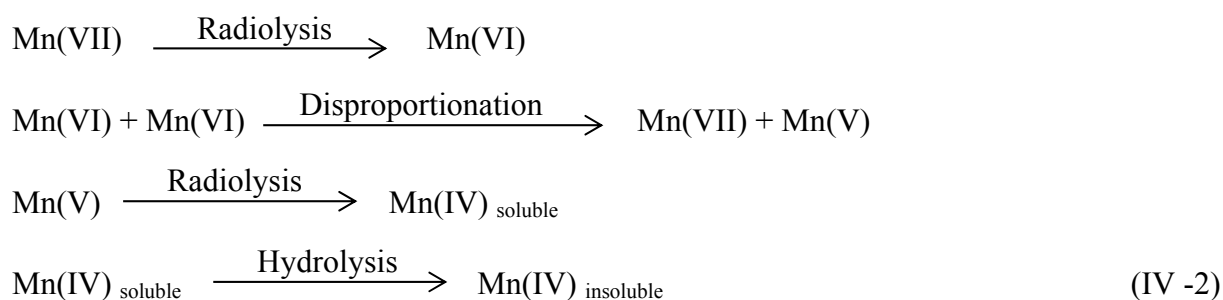 Mn(VII) Radiolysis Mn(VI)
Mn(VI) + Mn(VI) Disproportionation Mn(VII) + Mn(V)
Mn(V) Radiolysis Mn(IV) soluble
Mn(IV) soluble Hydrolysis Mn(IV) insoluble (IV -2)